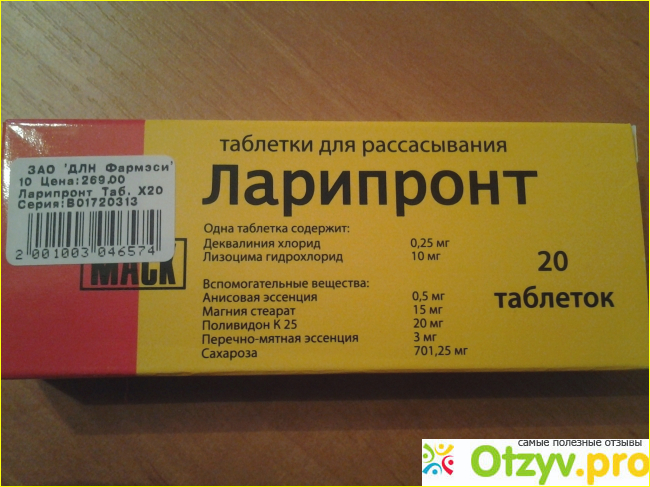 таблетки для рассасывания
Ларипронт
ЗАО 'ДЛН Фармэси'
10 Цена:269,00
Ларипронт Таб. X20
Серия:B01720313
2 001003 046574
MACK
Одна таблетка содержит:
Деквалиния хлорид 0,25 мг
Лизоцима гидрохлорид 10 мг
Вспомогательные вещества:
Анисовая эссенция 0,5 мг
Магния стеарат 15 мг
Поливидон К 25 20 мг
Перечно-мятная эссенция 3 мг
Сахароза 701,25 мг
20
таблеток
самые полезные отзывы
Otzyv.pro